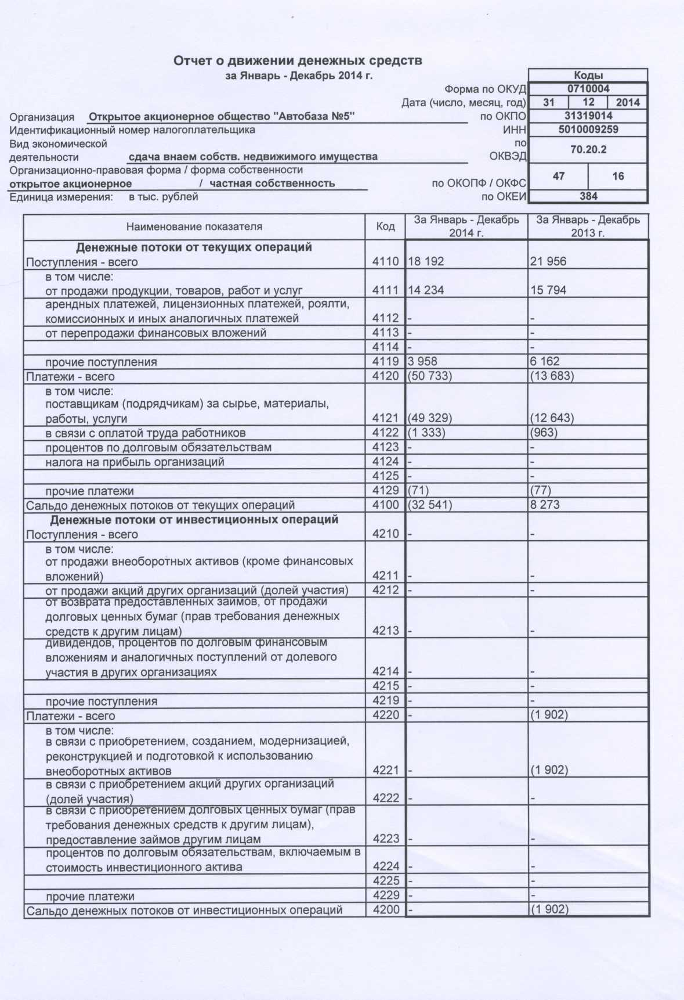 Отчет о движении денежных средств
за Январь - Декабрь 2014 г.
Коды
Форма по ОКУД 0710004
Дата (число, месяц, год) 31 12 2014
Организация Открытое акционерное общество "Автобаза №5" по ОКПО 31319014
Идентификационный номер налогоплательщика ИНН 5010009259
Вид экономической по
деятельности сдача внаем собств. недвижимого имущества ОКВЭД 70.20.2
Организационно-правовая форма / форма собственности
открытое акционерное / частная собственность по ОКОПФ / ОКФС 47 16
Единица измерения: в тыс. рублей по ОКЕИ 384
Наименование показателя Код За Январь - Декабрь 2014 г. За Январь - Декабрь 2013 г.
Денежные потоки от текущих операций
Поступления - всего 4110 18 192 21 956
в том числе:
от продажи продукции, товаров, работ и услуг 4111 14 234 15 794
арендных платежей, лицензионных платежей, роялти,
комиссионных и иных аналогичных платежей 4112 - -
от перепродажи финансовых вложений 4113 - -
4114 - -
прочие поступления 4119 3 958 6 162
Платежи - всего 4120 (50 733) (13 683)
в том числе:
поставщикам (подрядчикам) за сырье, материалы,
работы, услуги 4121 (49 329) (12 643)
в связи с оплатой труда работников 4122 (1 333) (963)
процентов по долговым обязательствам 4123 - -
налога на прибыль организаций 4124 - -
4125 - -
прочие платежи 4129 (71) (77)
Сальдо денежных потоков от текущих операций 4100 (32 541) 8 273
Денежные потоки от инвестиционных операций
Поступления - всего 4210 - -
в том числе:
от продажи внеоборотных активов (кроме финансовых
вложений) 4211 - -
от продажи акций других организаций (долей участия) 4212 - -
от возврата предоставленных займов, от продажи
долговых ценных бумаг (прав требования денежных
средств к другим лицам) 4213 - -
дивидендов, процентов по долговым финансовым
вложениям и аналогичных поступлений от долевого
участия в других организациях 4214 - -
4215 - -
прочие поступления 4219 - -
Платежи - всего 4220 - (1 902)
в том числе:
в связи с приобретением, созданием, модернизацией,
реконструкцией и подготовкой к использованию
внеоборотных активов 4221 - (1 902)
в связи с приобретением акций других организаций
(долей участия) 4222 - -
в связи с приобретением долговых ценных бумаг (прав
требования денежных средств к другим лицам),
предоставление займов другим лицам 4223 - -
процентов по долговым обязательствам, включаемым в
стоимость инвестиционного актива 4224 - -
4225 - -
прочие платежи 4229 - -
Сальдо денежных потоков от инвестиционных операций 4200 - (1 902)